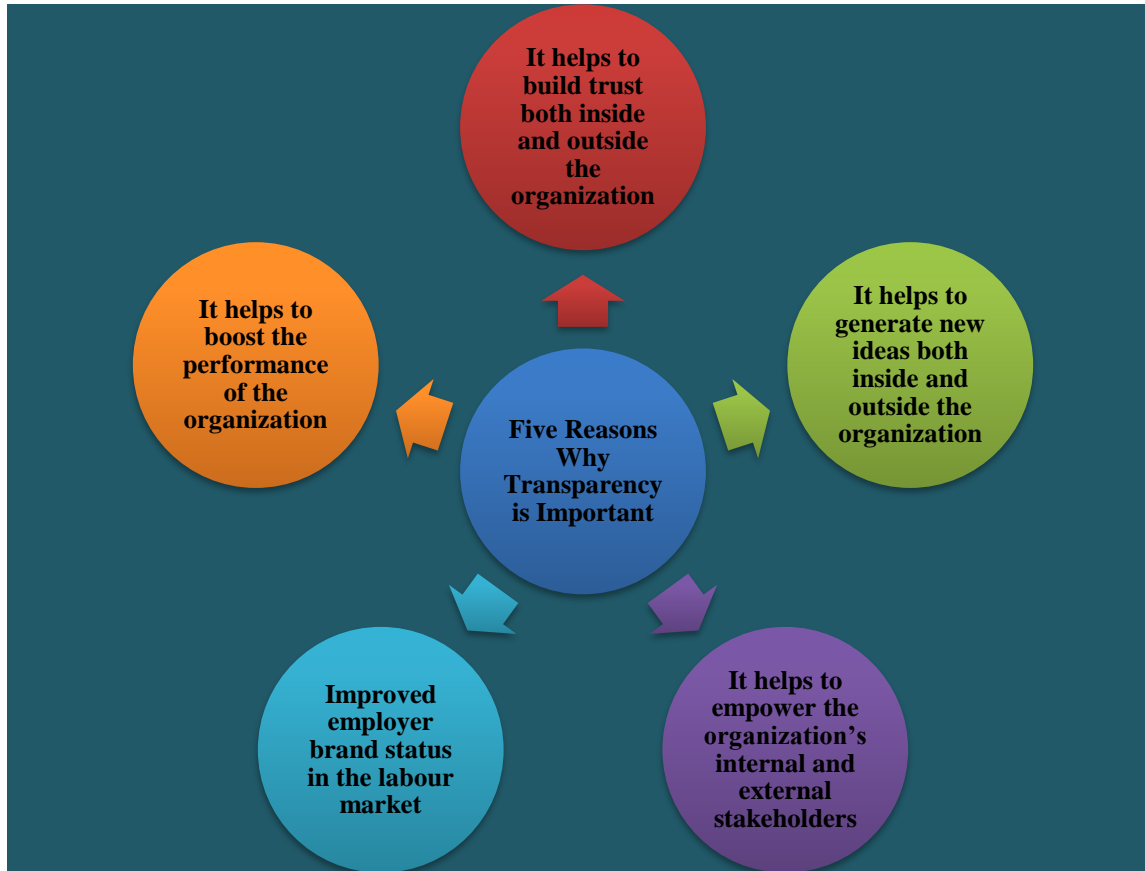 It helps to
build trust
both inside
and outside
the
organization
It helps to
boost the
performance
of the
organization
It helps to
generate new
ideas both
inside and
outside the
organization
Five Reasons
Why
Transparency
is Important
Improved
employer
brand status
in the labour
market
It helps to
empower the
organization’s
internal and
external
stakeholders